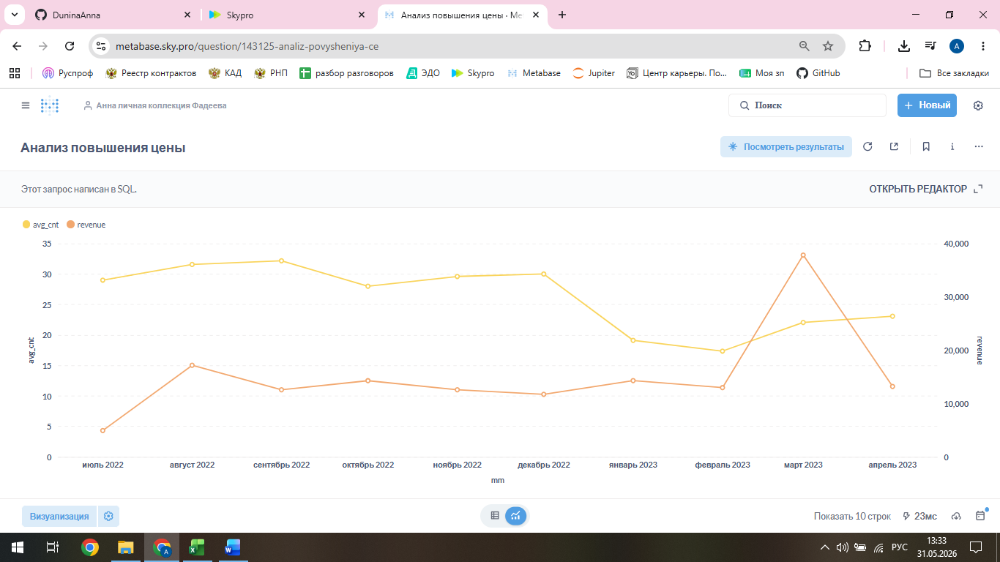 DuninaAnna
Skypro
Анализ повышения цены · Ме
metabase.sky.pro/question/143125-analiz-povysheniya-ce
A
Руспроф
Реестр контрактов
КАД
РНП
разбор разговоров
ЭДО
Skypro
Metabase
Jupiter
Центр карьеры. По...
Моя зп
GitHub
Все закладки
Анна личная коллекция Фадеева
Поиск
+ Новый
Анализ повышения цены
Посмотреть результаты
Этот запрос написан в SQL.
ОТКРЫТЬ РЕДАКТОР
avg_cnt
revenue
35
30
25
20
15
10
5
0
avg_cnt
40,000
30,000
20,000
10,000
0
revenue
июль 2022
август 2022
сентябрь 2022
октябрь 2022
ноябрь 2022
декабрь 2022
январь 2023
февраль 2023
март 2023
апрель 2023
mm
Визуализация
Показать 10 строк
23мс
РУС
13:33
31.05.2026